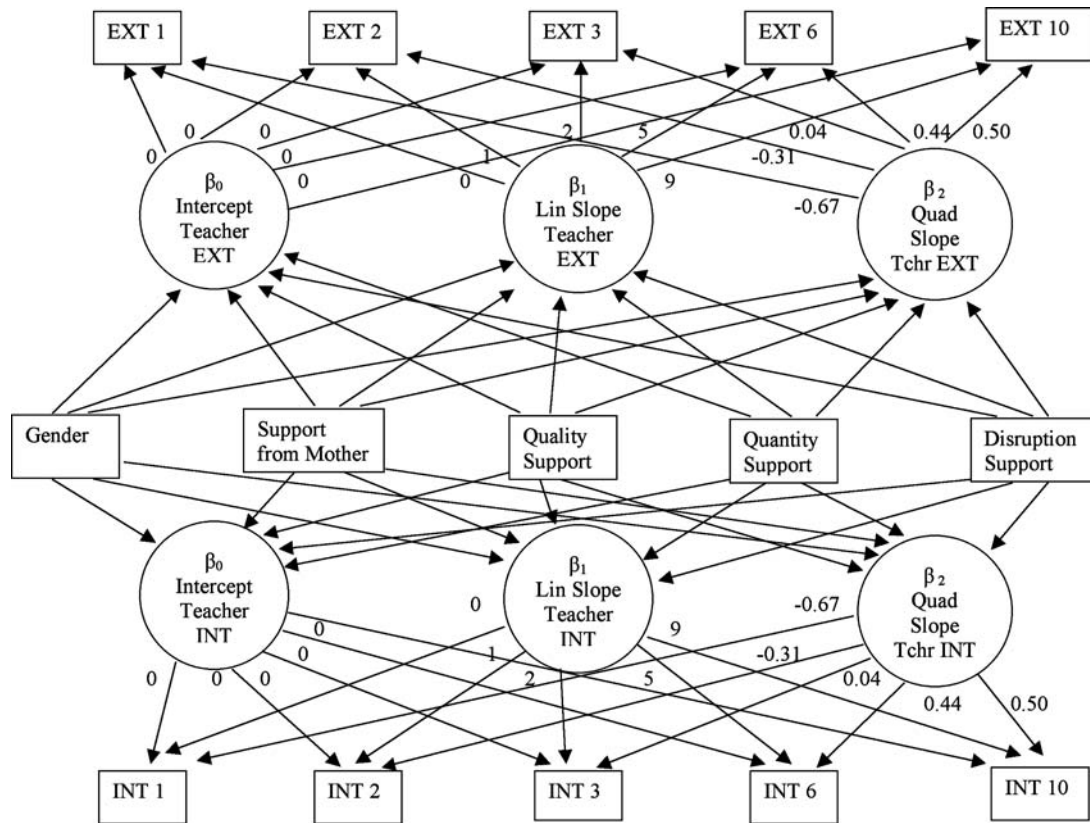 EXT 1
EXT 2
EXT 3
EXT 6
EXT 10
0
0
0
0
0
0
1
2
5
9
0.04
-0.31
-0.67
0.44
0.50
β0
Intercept
Teacher
EXT
β1
Lin Slope
Teacher
EXT
β 2
Quad
Slope
Tchr EXT
Gender
Support
from Mother
Quality
Support
Quantity
Support
Disruption
Support
β0
Intercept
Teacher
INT
β1
Lin Slope
Teacher
INT
β 2
Quad
Slope
Tchr INT
0
0
0
0
0
0
1
2
5
9
-0.67
-0.31
0.04
0.44
0.50
INT 1
INT 2
INT 3
INT 6
INT 10